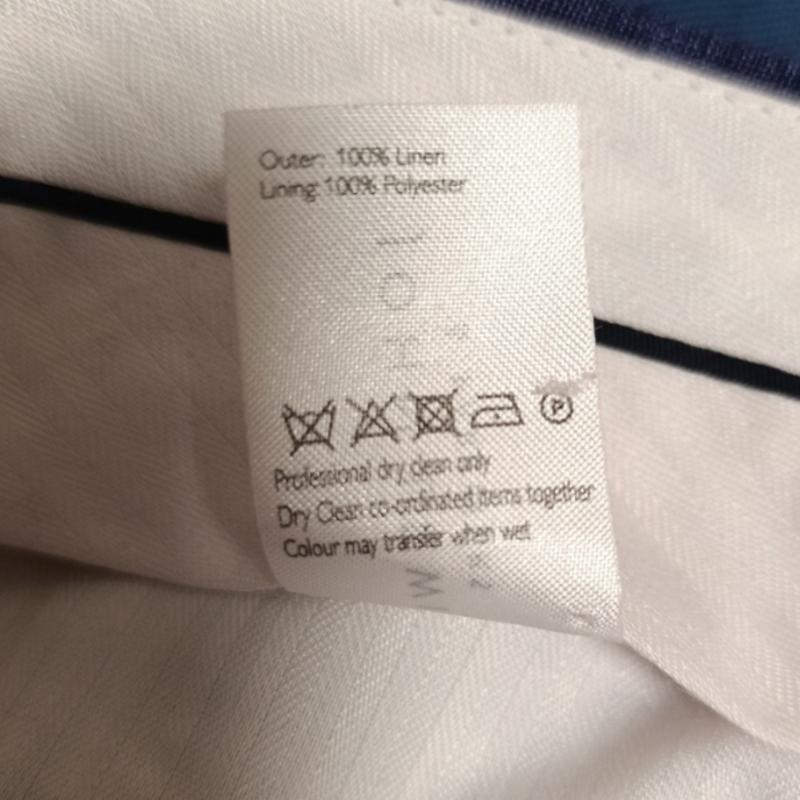 Outer: 100% Linen
Lining: 100% Polyester
P
Professional dry clean only
Dry Clean co-ordinated items together
Colour may transfer when wet